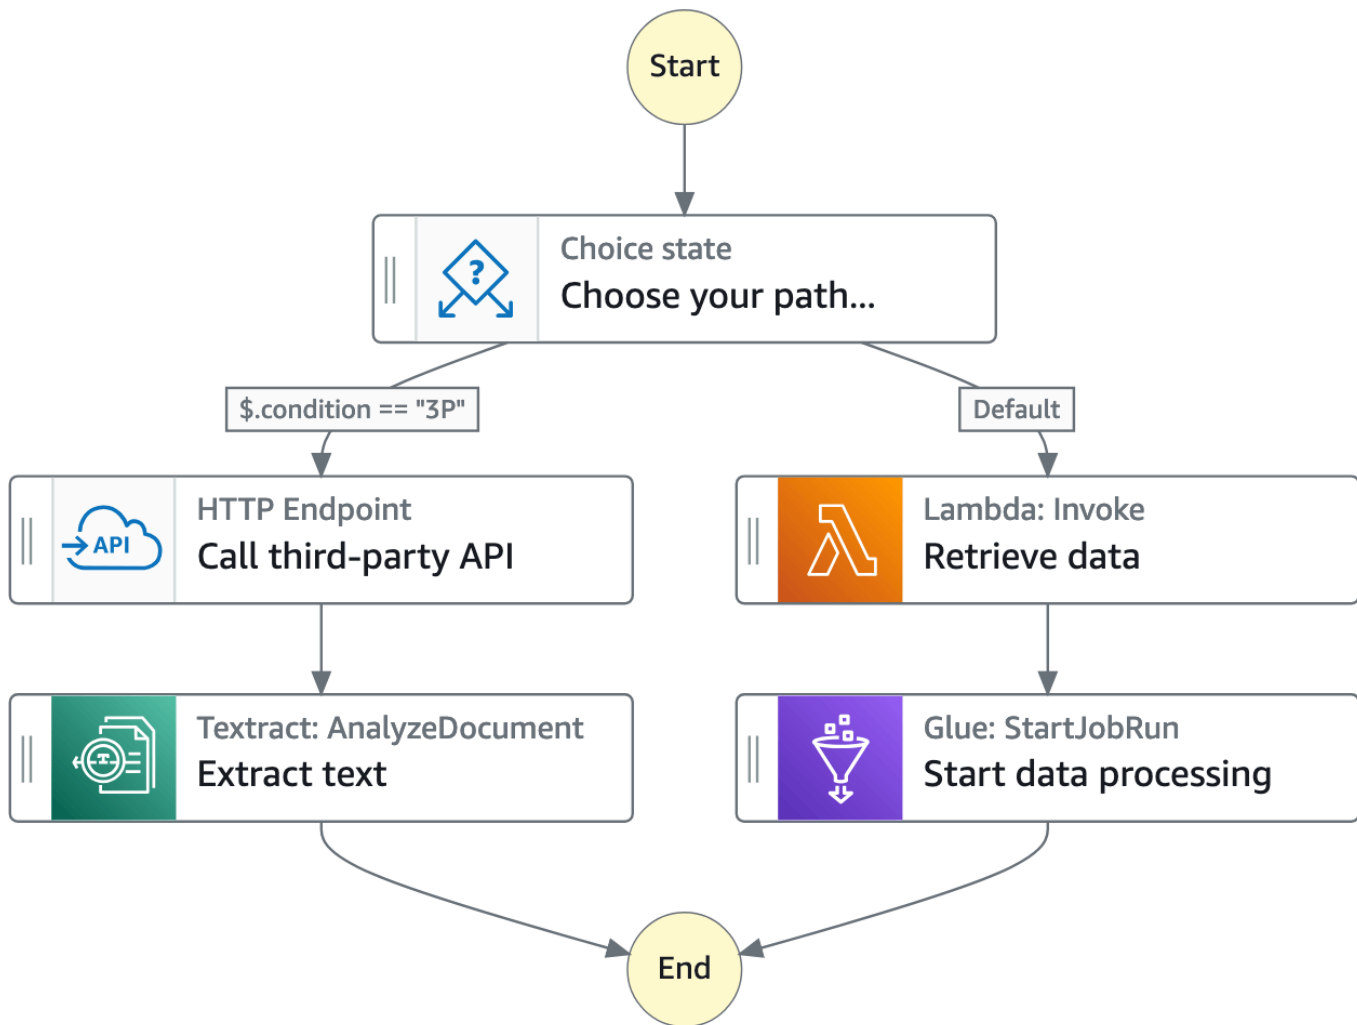 Start
?
Choice state
Choose your path...
$.condition == "3P"
Default
API
HTTP Endpoint
Call third-party API
Lambda: Invoke
Retrieve data
T
Textract: AnalyzeDocument
Extract text
Glue: StartJobRun
Start data processing
End